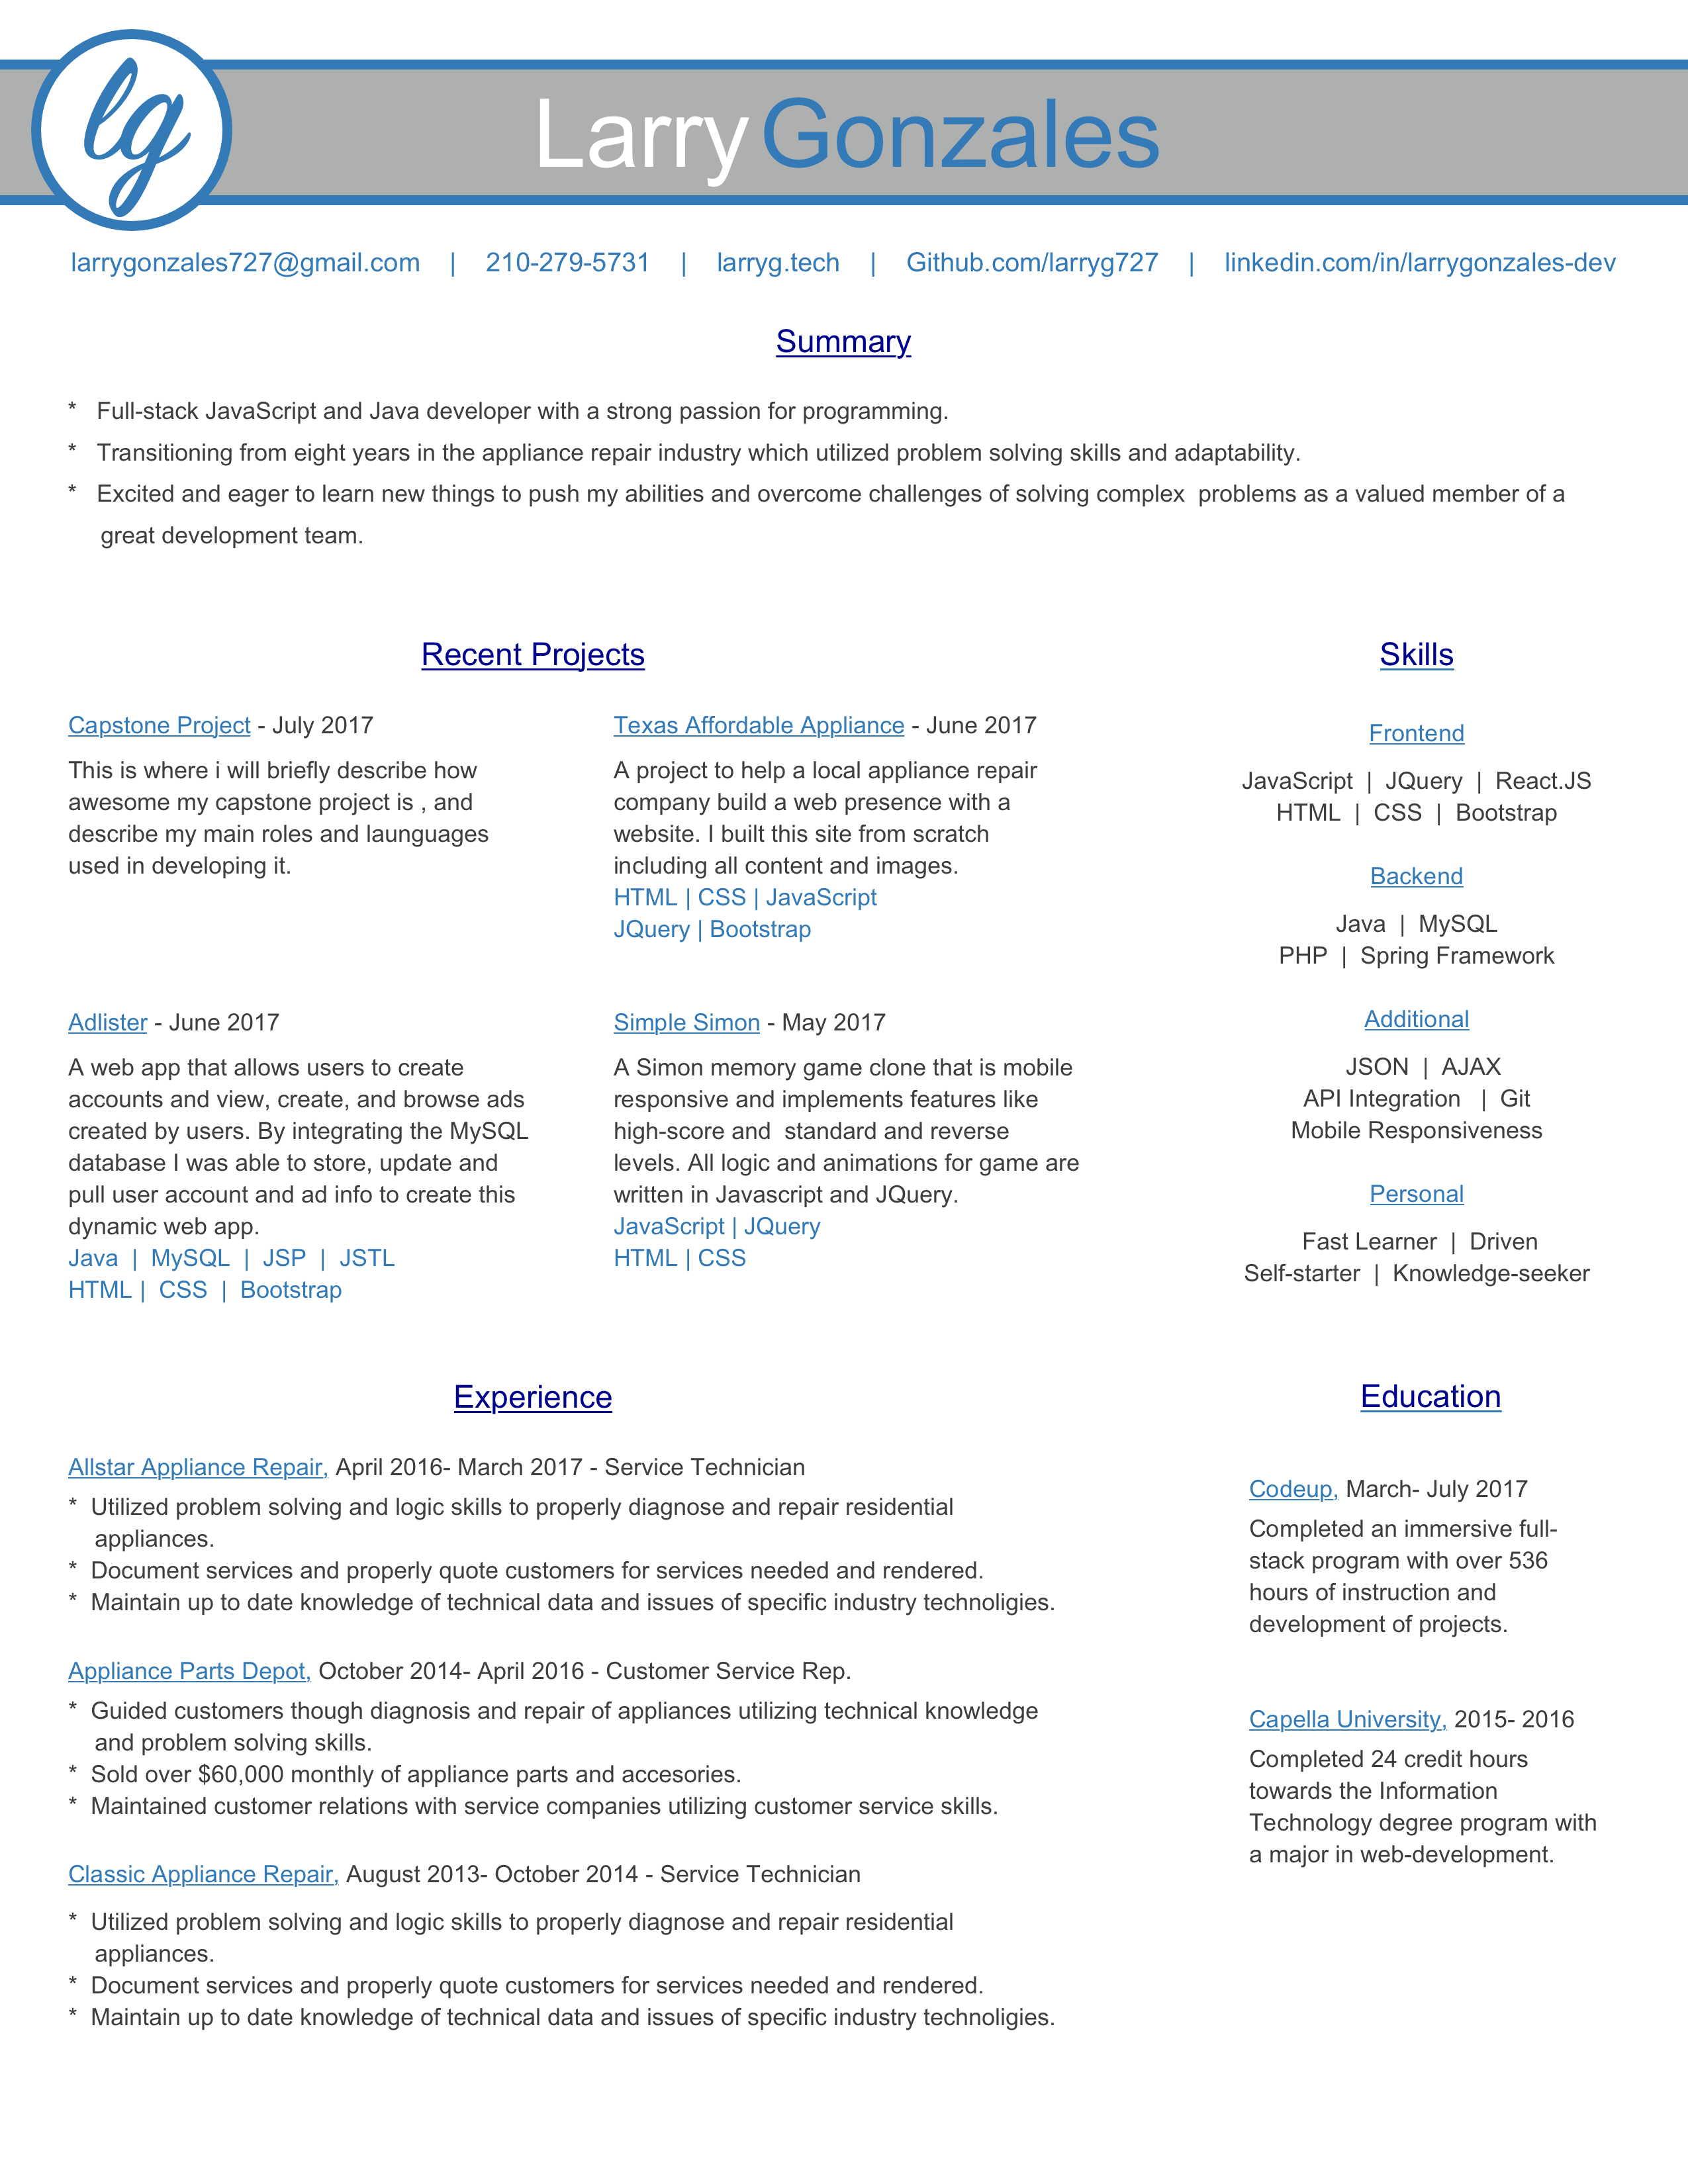 lg
Larry Gonzales
larrygonzales727@gmail.com | 210-279-5731 | larryg.tech | Github.com/larryg727 | linkedin.com/in/larrygonzales-dev
Summary
* Full-stack JavaScript and Java developer with a strong passion for programming.
* Transitioning from eight years in the appliance repair industry which utilized problem solving skills and adaptability.
* Excited and eager to learn new things to push my abilities and overcome challenges of solving complex  problems as a valued member of a
great development team.
Recent Projects
Capstone Project - July 2017
This is where i will briefly describe how
awesome my capstone project is , and
describe my main roles and launguages
used in developing it.
Texas Affordable Appliance - June 2017
A project to help a local appliance repair
company build a web presence with a
website. I built this site from scratch
including all content and images.
HTML | CSS | JavaScript
JQuery | Bootstrap
Adlister - June 2017
A web app that allows users to create
accounts and view, create, and browse ads
created by users. By integrating the MySQL
database I was able to store, update and
pull user account and ad info to create this
dynamic web app.
Java | MySQL | JSP | JSTL
HTML | CSS | Bootstrap
Simple Simon - May 2017
A Simon memory game clone that is mobile
responsive and implements features like
high-score and  standard and reverse
levels. All logic and animations for game are
written in Javascript and JQuery.
JavaScript | JQuery
HTML | CSS
Skills
Frontend
JavaScript | JQuery | React.JS
HTML | CSS | Bootstrap
Backend
Java | MySQL
PHP | Spring Framework
Additional
JSON | AJAX
API Integration | Git
Mobile Responsiveness
Personal
Fast Learner | Driven
Self-starter | Knowledge-seeker
Experience
Allstar Appliance Repair, April 2016- March 2017 - Service Technician
* Utilized problem solving and logic skills to properly diagnose and repair residential
appliances.
* Document services and properly quote customers for services needed and rendered.
* Maintain up to date knowledge of technical data and issues of specific industry technoligies.
Appliance Parts Depot, October 2014- April 2016 - Customer Service Rep.
* Guided customers though diagnosis and repair of appliances utilizing technical knowledge
and problem solving skills.
* Sold over $60,000 monthly of appliance parts and accesories.
* Maintained customer relations with service companies utilizing customer service skills.
Classic Appliance Repair, August 2013- October 2014 - Service Technician
* Utilized problem solving and logic skills to properly diagnose and repair residential
appliances.
* Document services and properly quote customers for services needed and rendered.
* Maintain up to date knowledge of technical data and issues of specific industry technoligies.
Education
Codeup, March- July 2017
Completed an immersive full-
stack program with over 536
hours of instruction and
development of projects.
Capella University, 2015- 2016
Completed 24 credit hours
towards the Information
Technology degree program with
a major in web-development.